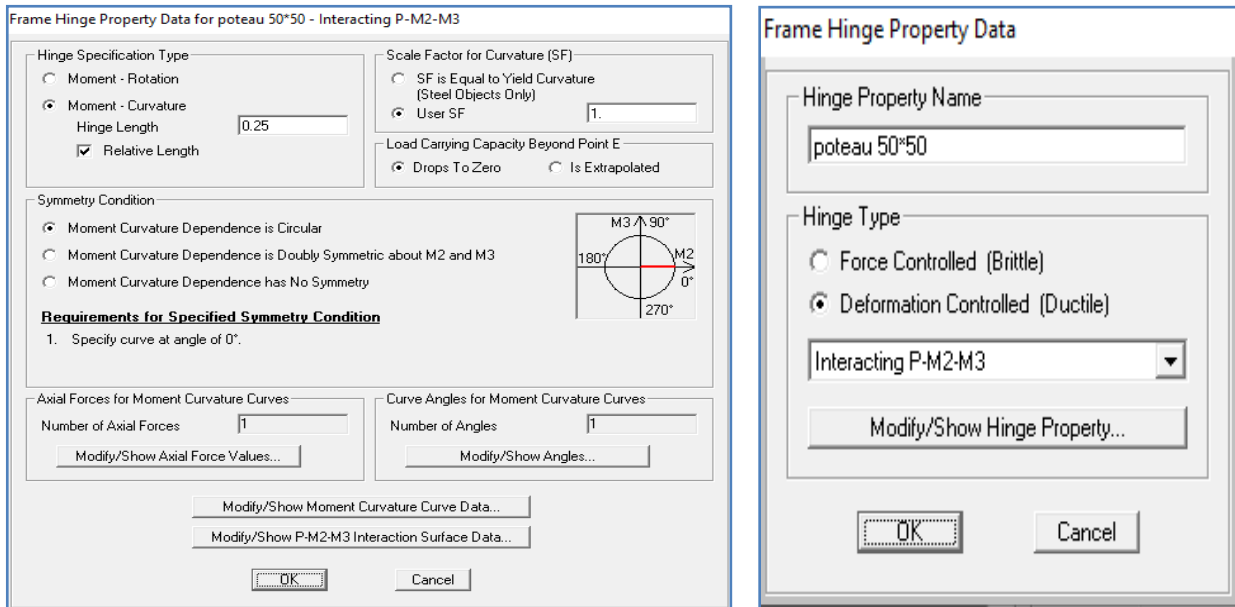 Frame Hinge Property Data for poteau 50*50 - Interacting P-M2-M3
Hinge Specification Type
Moment - Rotation
Moment - Curvature
Hinge Length 0.25
Relative Length
Scale Factor for Curvature (SF)
SF is Equal to Yield Curvature
(Steel Objects Only)
User SF 1.
Load Carrying Capacity Beyond Point E
Drops To Zero Is Extrapolated
Symmetry Condition
Moment Curvature Dependence is Circular
Moment Curvature Dependence is Doubly Symmetric about M2 and M3
Moment Curvature Dependence has No Symmetry
Requirements for Specified Symmetry Condition
1. Specify curve at angle of 0°.
M3 90°
180° M2
0°
270°
Axial Forces for Moment Curvature Curves
Number of Axial Forces 1
Modify/Show Axial Force Values...
Curve Angles for Moment Curvature Curves
Number of Angles 1
Modify/Show Angles...
Modify/Show Moment Curvature Curve Data...
Modify/Show P-M2-M3 Interaction Surface Data...
OK Cancel
Frame Hinge Property Data
Hinge Property Name
poteau 50*50
Hinge Type
Force Controlled (Brittle)
Deformation Controlled (Ductile)
Interacting P-M2-M3
Modify/Show Hinge Property...
OK Cancel